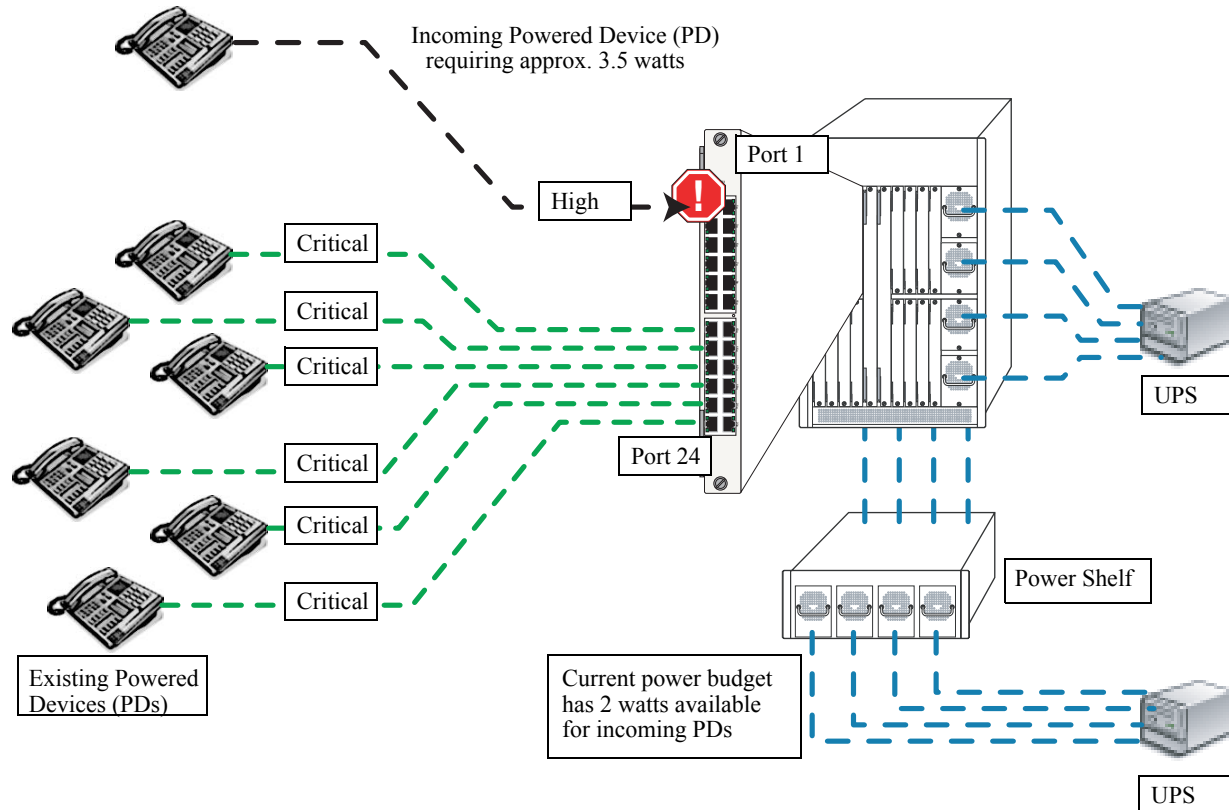 Incoming Powered Device (PD)
requiring approx. 3.5 watts
Port 1
!
High
Critical
Critical
Critical
Critical
Critical
Critical
Port 24
UPS
Power Shelf
Existing Powered
Devices (PDs)
Current power budget
has 2 watts available
for incoming PDs
UPS